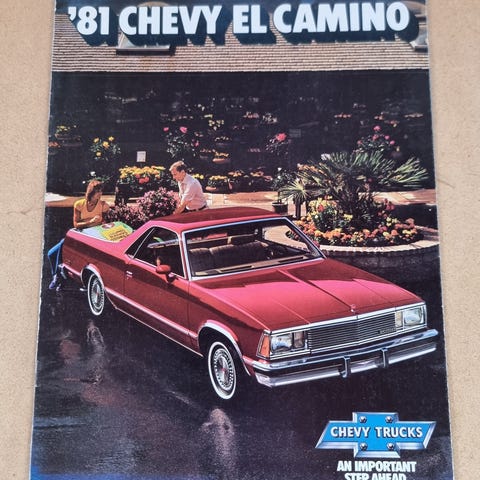 '81 CHEVY EL CAMINO
CHEVY TRUCKS
AN IMPORTANT
STEP AHEAD